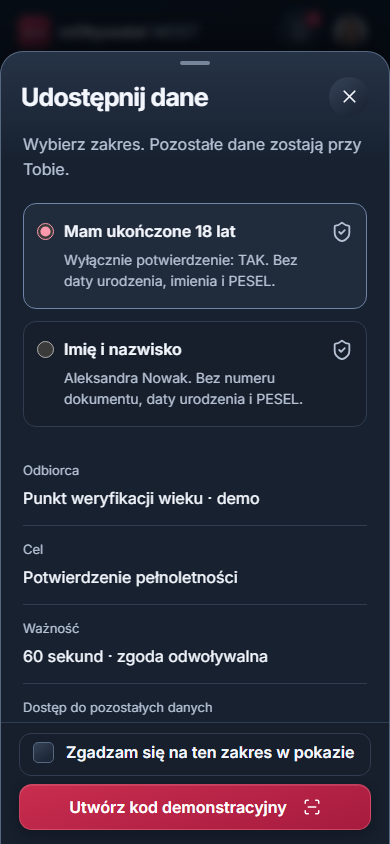 Udostępnij dane
Wybierz zakres. Pozostałe dane zostają przy
Tobie.
Mam ukończone 18 lat
Wyłącznie potwierdzenie: TAK. Bez
daty urodzenia, imienia i PESEL.
Imię i nazwisko
Aleksandra Nowak. Bez numeru
dokumentu, daty urodzenia i PESEL.
Odbiorca
Punkt weryfikacji wieku · demo
Cel
Potwierdzenie pełnoletności
Ważność
60 sekund · zgoda odwoływalna
Dostęp do pozostałych danych
Zgadzam się na ten zakres w pokazie
Utwórz kod demonstracyjny